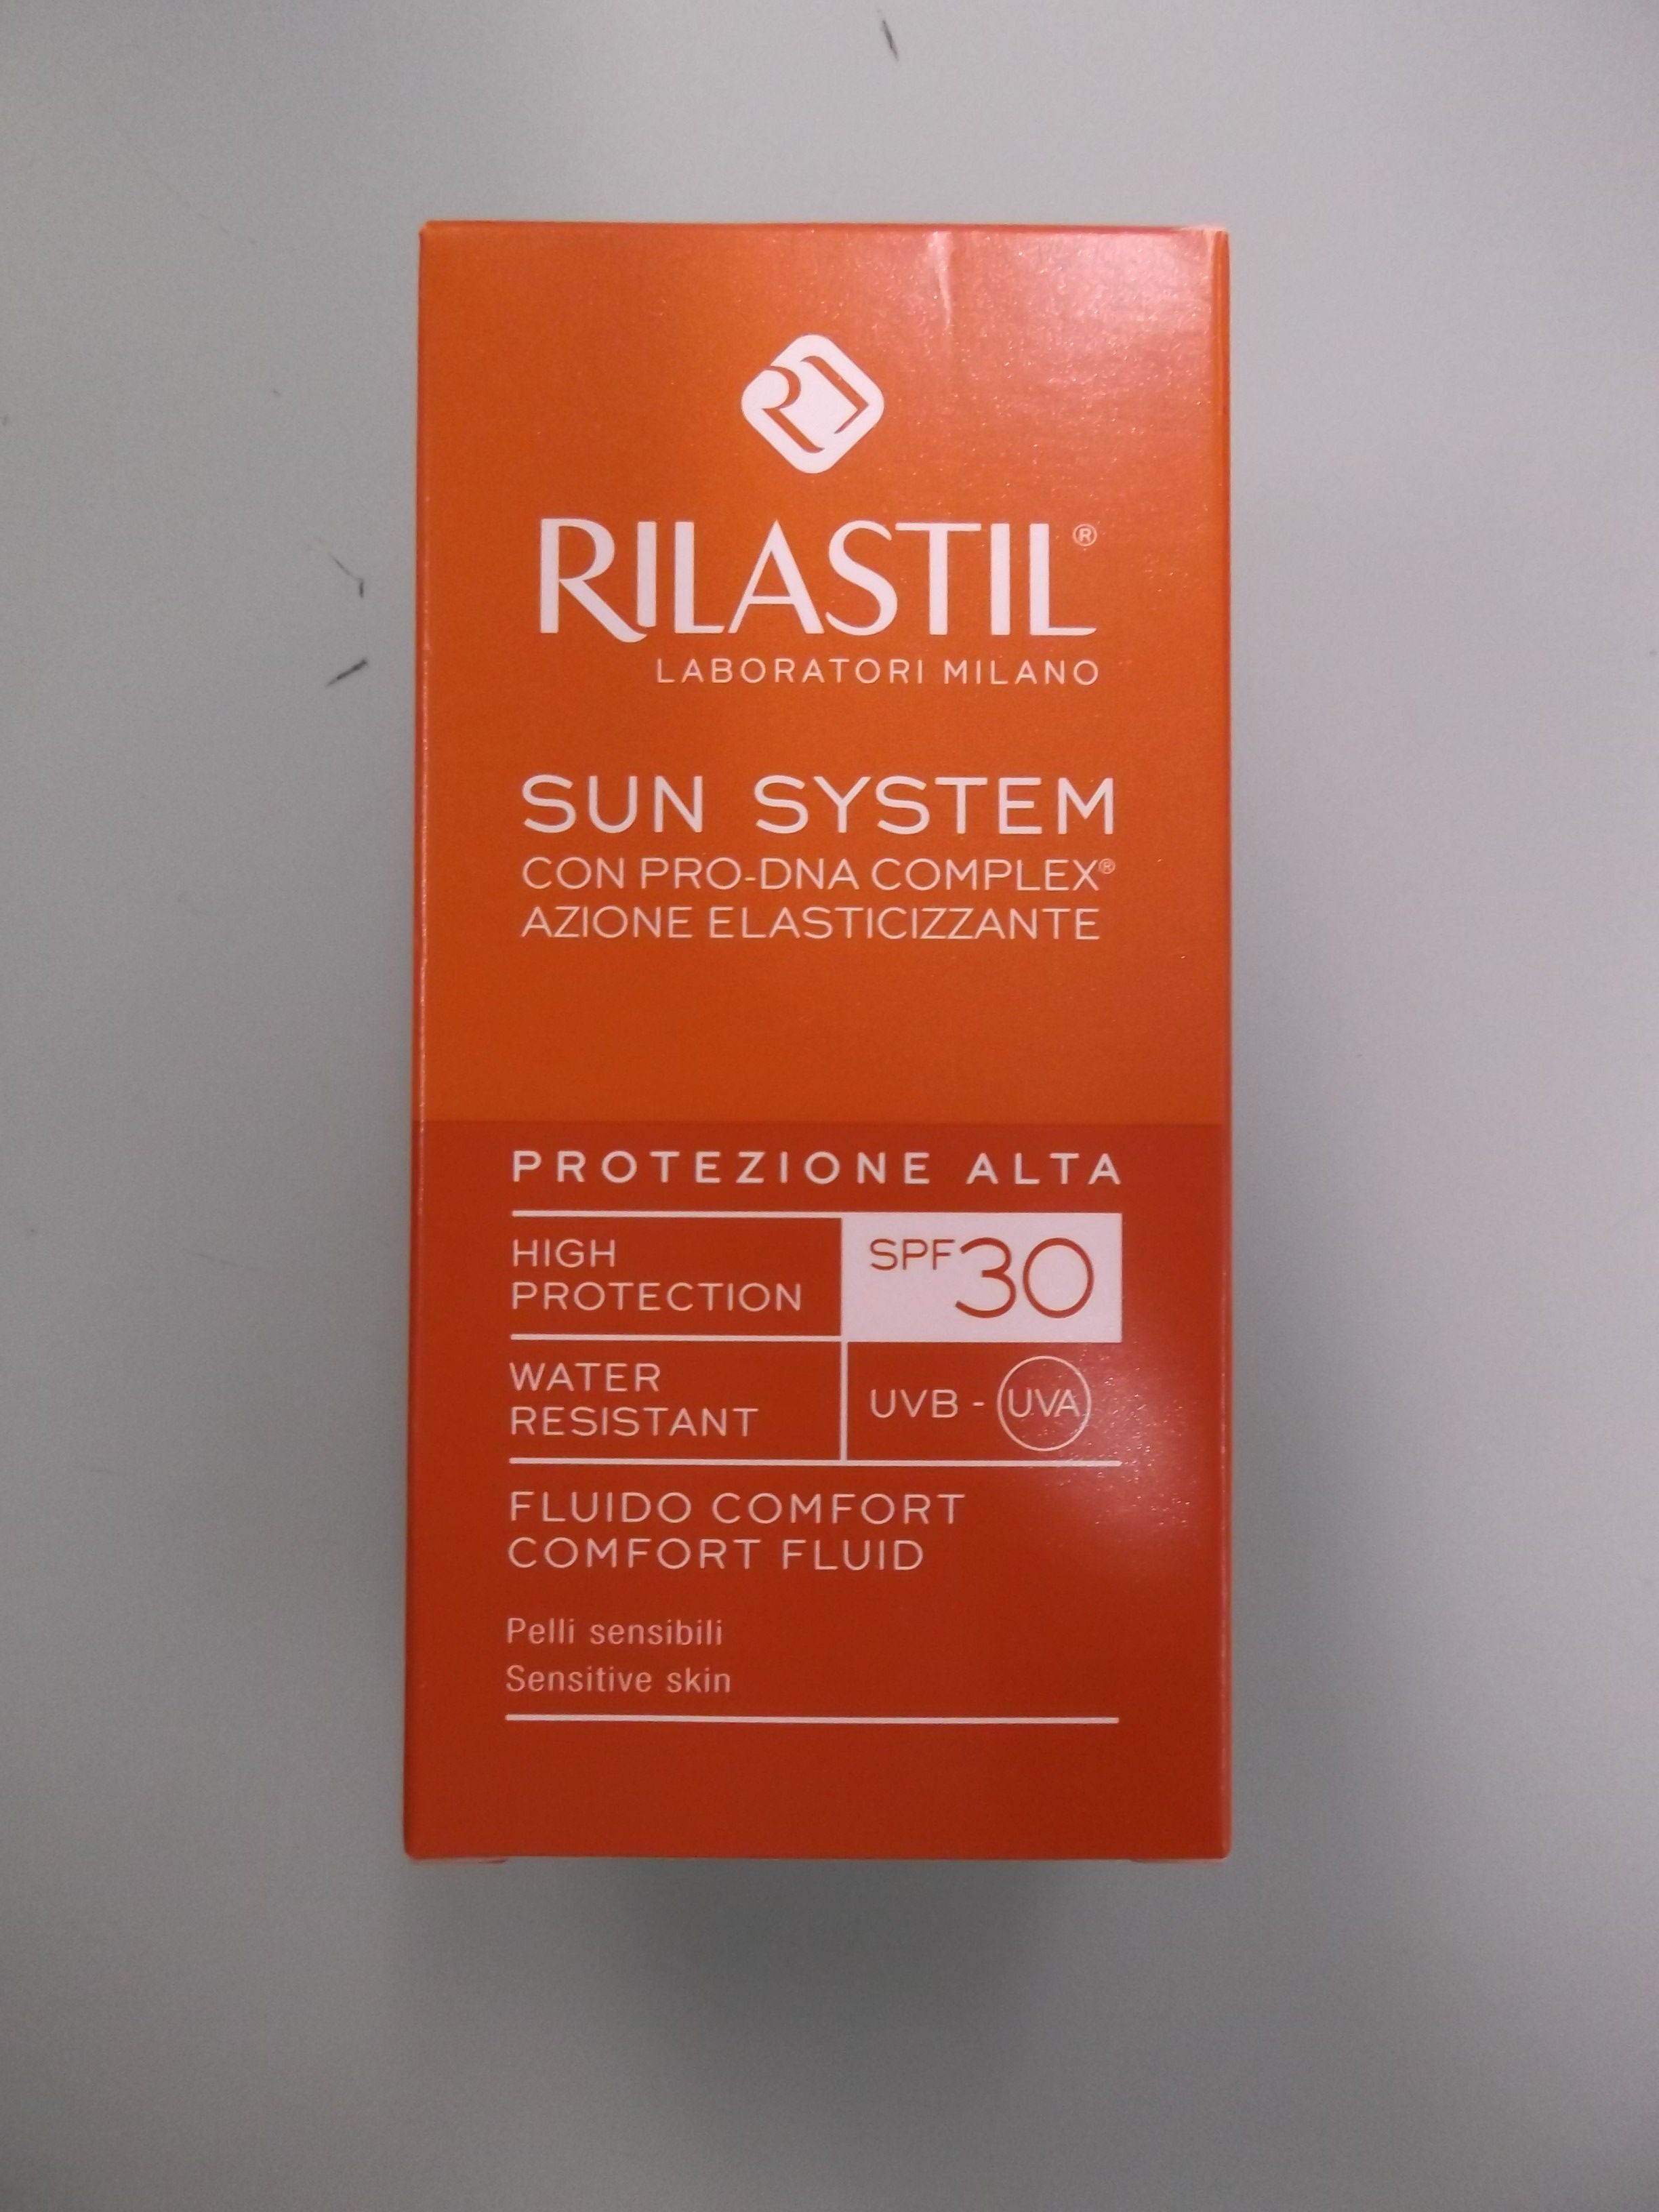 RILASTIL®
LABORATORI MILANO
SUN SYSTEM
CON PRO-DNA COMPLEX®
AZIONE ELASTICIZZANTE
PROTEZIONE ALTA
HIGH
PROTECTION
SPF 30
WATER
RESISTANT
UVB - UVA
FLUIDO COMFORT
COMFORT FLUID
Pelli sensibili
Sensitive skin